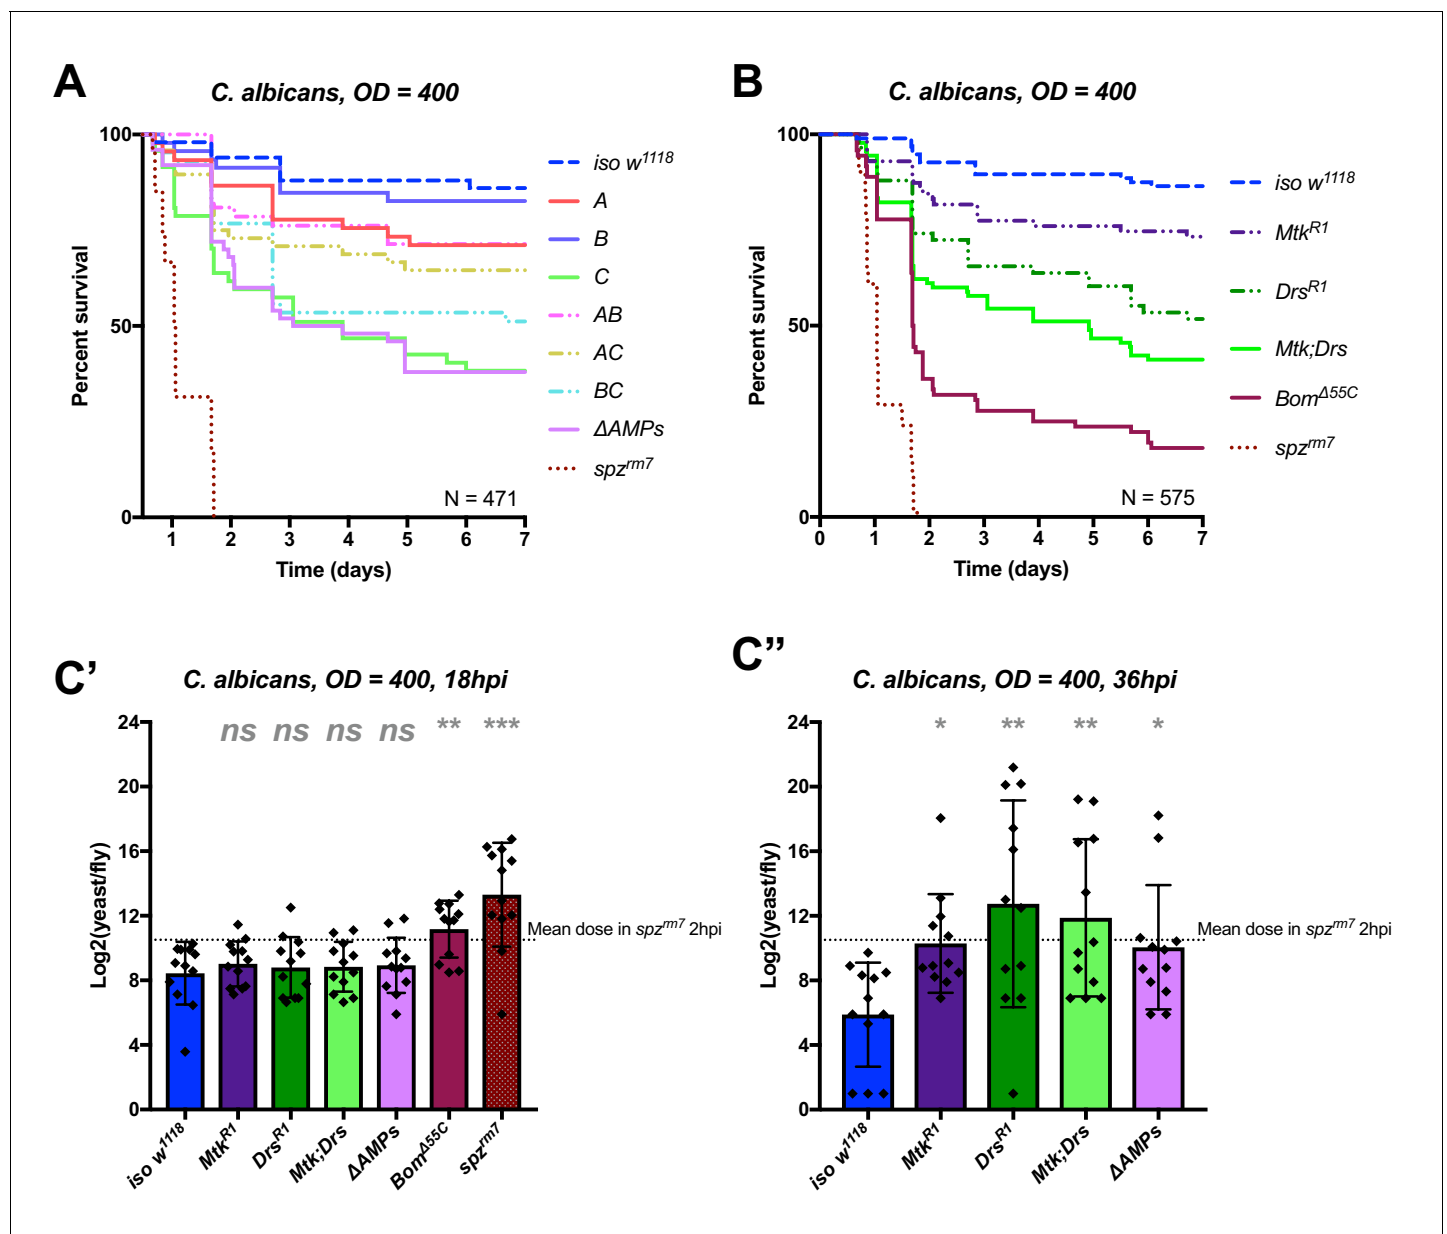 A
C. albicans, OD = 400
100
50
0
Percent survival
1 2 3 4 5 6 7
Time (days)
N = 471
iso w1118
A
B
C
AB
AC
BC
ΔAMPs
spzrm7
B
C. albicans, OD = 400
100
50
0
Percent survival
0 1 2 3 4 5 6 7
Time (days)
N = 575
iso w1118
MtkR1
DrsR1
Mtk;Drs
BomΔ55C
spzrm7
C’
C. albicans, OD = 400, 18hpi
24
20
16
12
8
4
0
Log2(yeast/fly)
ns ns ns ns ** ***
Mean dose in spzrm7 2hpi
iso w1118
MtkR1
DrsR1
Mtk;Drs
ΔAMPs
BomΔ55C
spzrm7
C”
C. albicans, OD = 400, 36hpi
24
20
16
12
8
4
0
Log2(yeast/fly)
* ** ** *
Mean dose in spzrm7 2hpi
iso w1118
MtkR1
DrsR1
Mtk;Drs
ΔAMPs